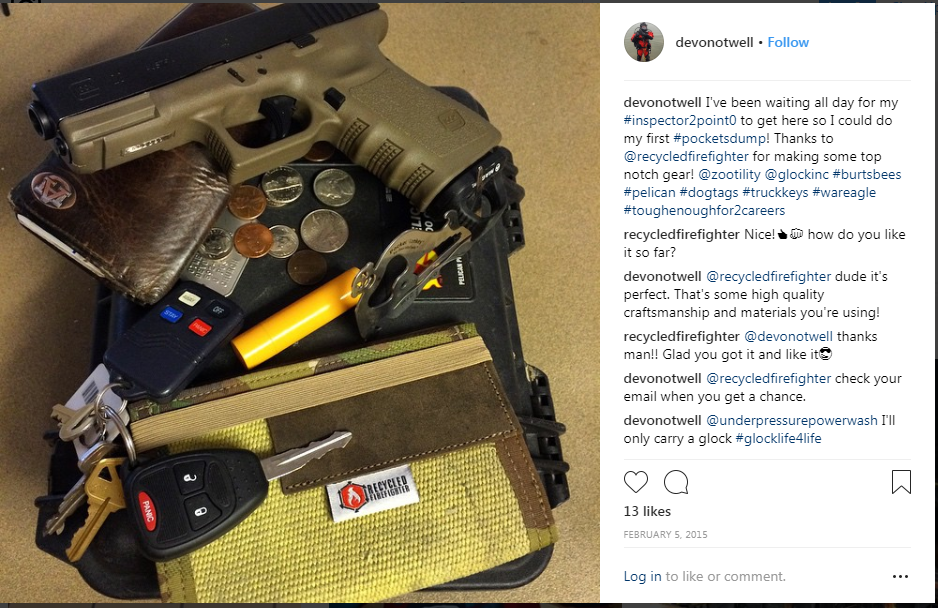 devonotwell • Follow
devonotwell I've been waiting all day for my
#inspector2point0 to get here so I could do
my first #pocketsdump! Thanks to
@recycledfirefighter for making some top
notch gear! @zootility @glockinc #burtsbees
#pelican #dogtags #truckkeys #wareagle
#toughenoughfor2careers
recycledfirefighter Nice!👍🏿👊 how do you like
it so far?
devonotwell @recycledfirefighter dude it's
perfect. That's some high quality
craftsmanship and materials you're using!
recycledfirefighter @devonotwell thanks
man!! Glad you got it and like it😎
devonotwell @recycledfirefighter check your
email when you get a chance.
devonotwell @underpressurepowerwash I'll
only carry a glock #glocklife4life
13 likes
FEBRUARY 5, 2015
Log in to like or comment.
OFF
PANIC
PELICAN
PANIC
RECYCLED
FIREFIGHTER